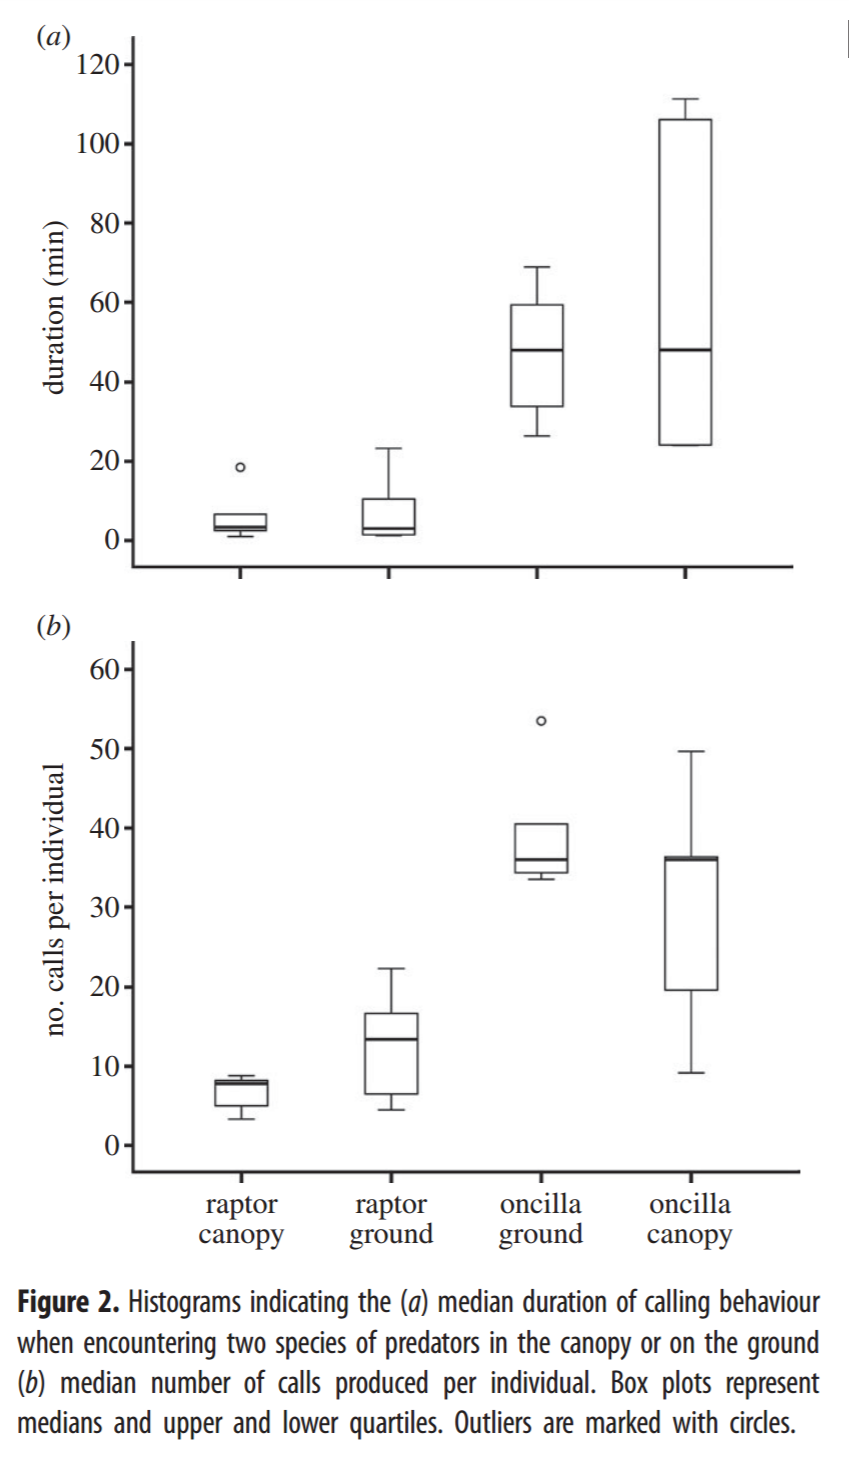 (a)
120
100
80
60
40
20
0
duration (min)
(b)
60
50
40
30
20
10
0
no. calls per individual
raptor canopy
raptor ground
oncilla ground
oncilla canopy
Figure 2. Histograms indicating the (a) median duration of calling behaviour
when encountering two species of predators in the canopy or on the ground
(b) median number of calls produced per individual. Box plots represent
medians and upper and lower quartiles. Outliers are marked with circles.